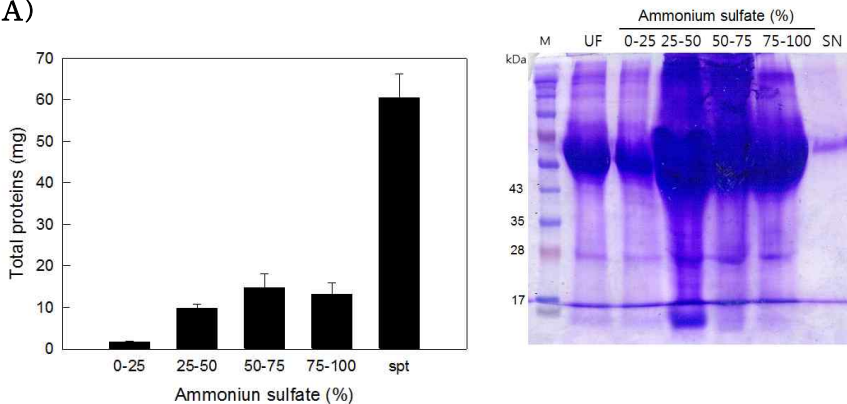 A)
70
60
50
40
30
20
10
0
Total proteins (mg)
0-25 25-50 50-75 75-100 spt
Ammoniun sulfate (%)
Ammonium sulfate (%)
M UF 0-25 25-50 50-75 75-100 SN
kDa
43
35
28
17